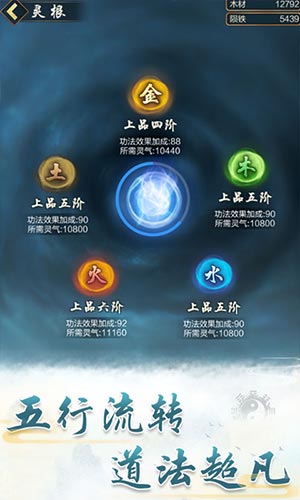 灵根
木材 12792
陨铁 5439
金
上品四阶
功法效果加成:88
所需灵气:10440
土
上品五阶
功法效果加成:90
所需灵气:10800
木
上品五阶
功法效果加成:90
所需灵气:10800
火
上品六阶
功法效果加成:92
所需灵气:11160
水
上品五阶
功法效果加成:90
所需灵气:10800
五行流转
道法超凡